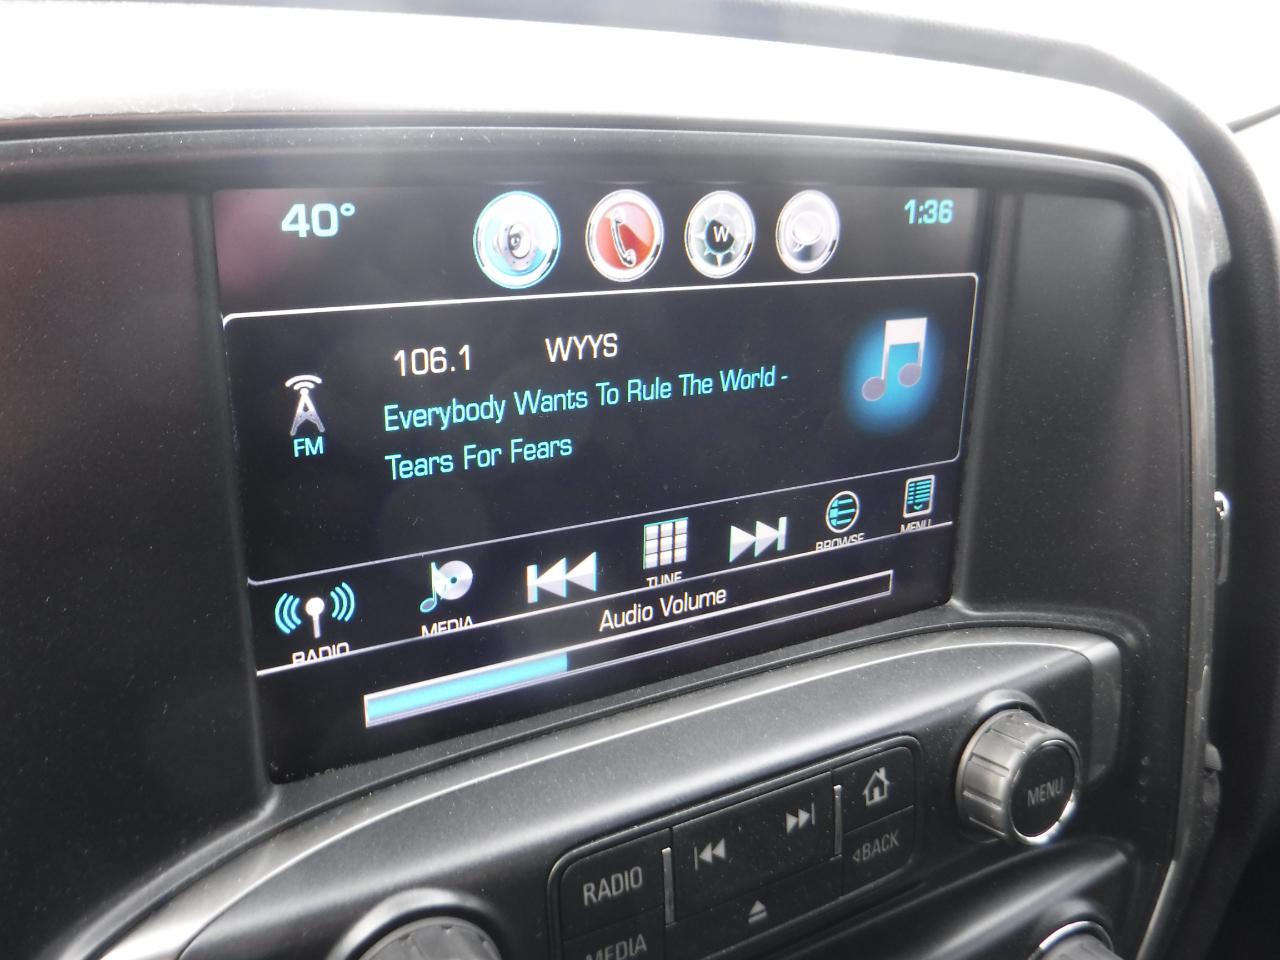 40° 1:36
W
106.1 WYYS
Everybody Wants To Rule The World -
Tears For Fears
FM
RADIO MEDIA TUNE BROWSE MENU
Audio Volume
MENU
RADIO
BACK
MEDIA